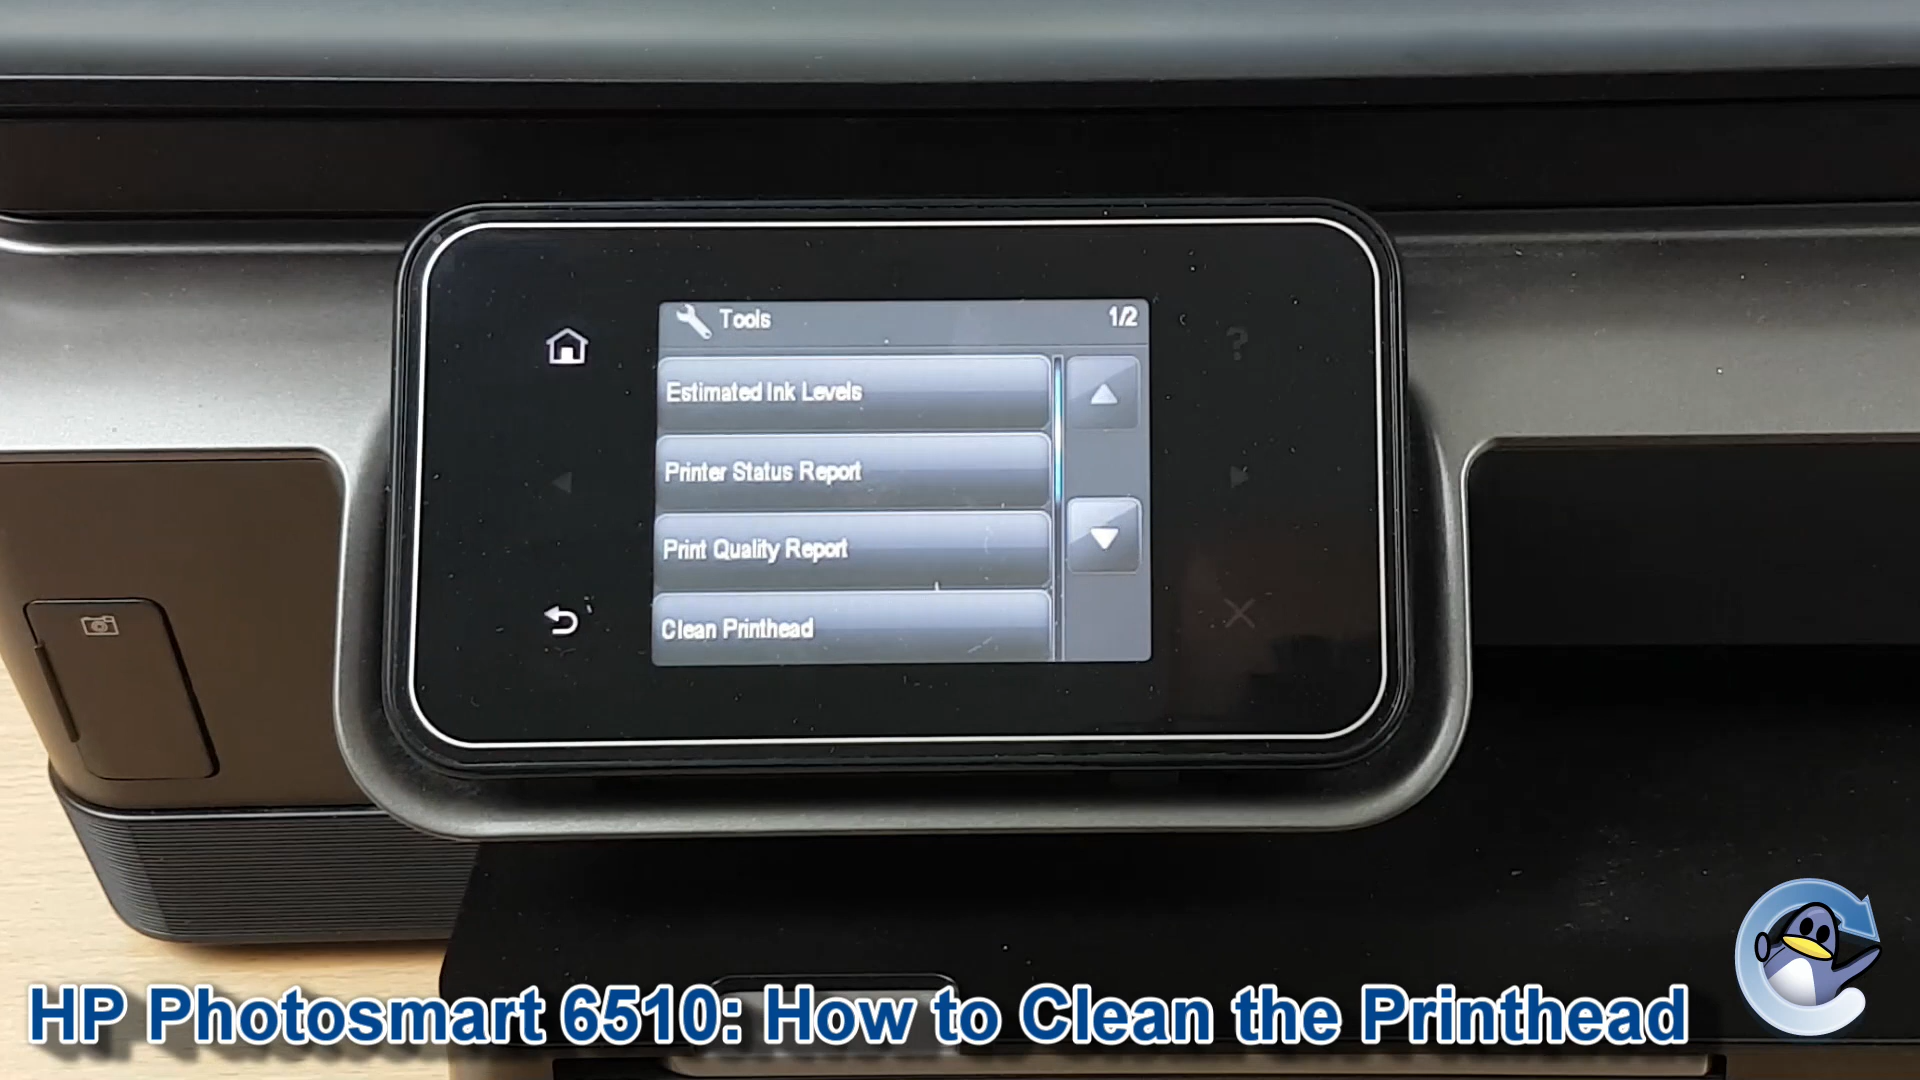 Tools 1/2
Estimated Ink Levels
Printer Status Report
Print Quality Report
Clean Printhead
HP Photosmart 6510: How to Clean the Printhead